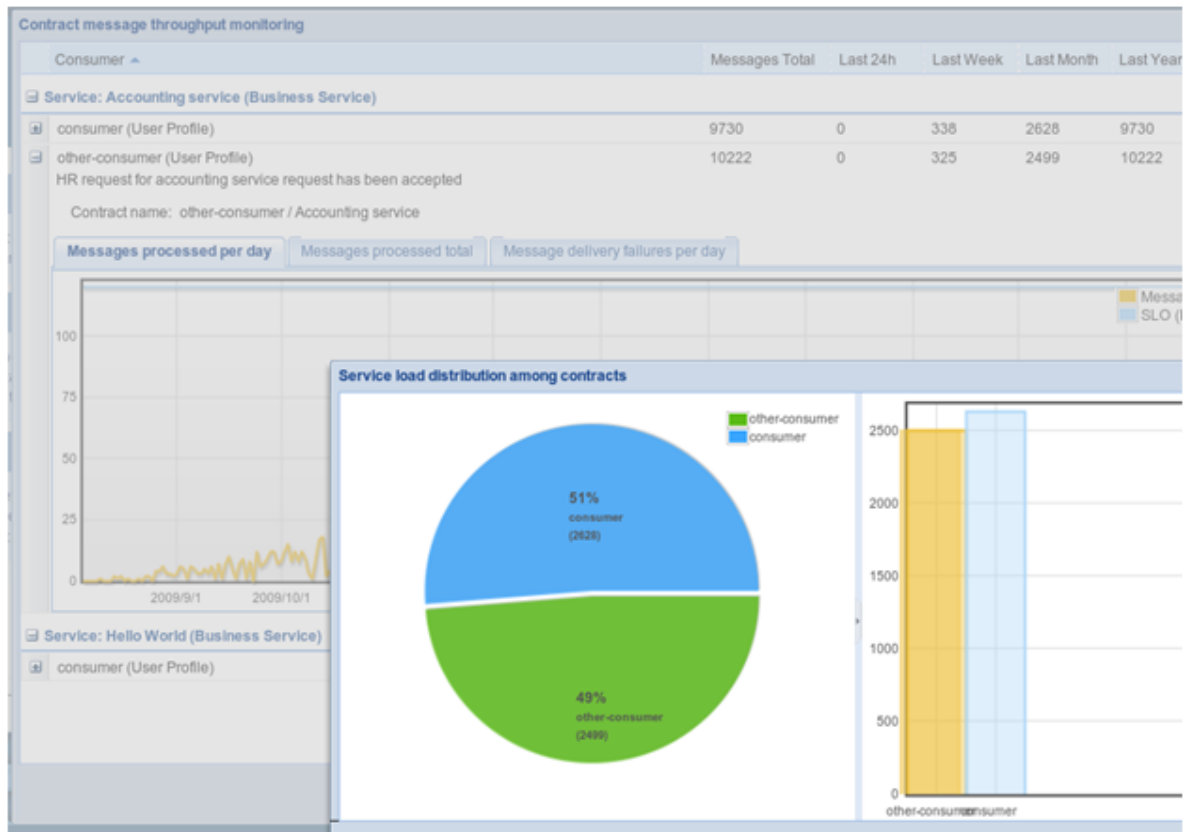 Contract message throughput monitoring
Consumer Messages Total Last 24h Last Week Last Month Last Year
Service: Accounting service (Business Service)
consumer (User Profile) 9730 0 338 2628 9730
other-consumer (User Profile) 10222 0 325 2499 10222
HR request for accounting service request has been accepted
Contract name: other-consumer / Accounting service
Messages processed per day Messages processed total Message delivery failures per day
Messa
SLO (
100
75
50
25
0
2009/9/1 2009/10/1
Service: Hello World (Business Service)
consumer (User Profile)
Service load distribution among contracts
other-consumer
consumer
51%
consumer
(2628)
49%
other-consumer
(2499)
2500
2000
1500
1000
500
0
other-consumer consumer